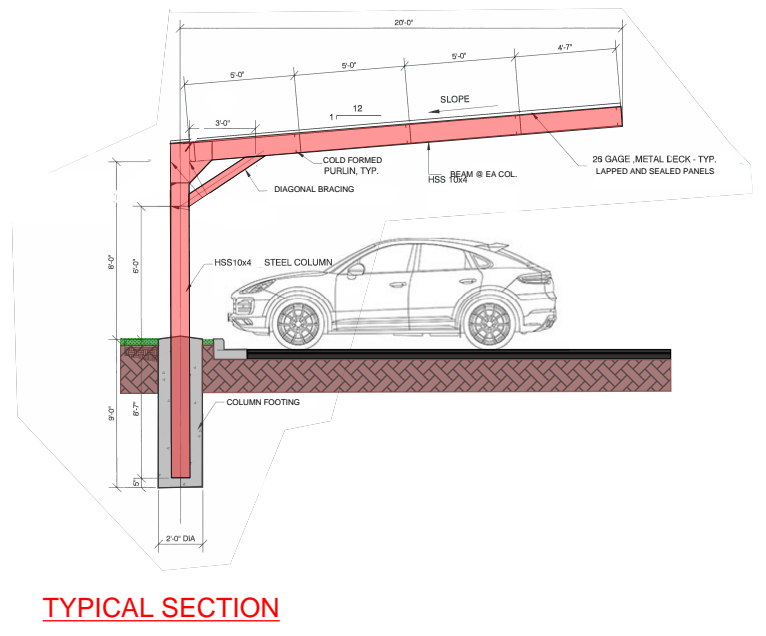 20'-0"
4'-7"
5'-0"
5'-0"
5'-0"
SLOPE
12
1
3'-0"
COLD FORMED
PURLIN, TYP.
26 GAGE ,METAL DECK - TYP.
LAPPED AND SEALED PANELS
BEAM @ EA COL.
HSS 10x4
DIAGONAL BRACING
8'-0"
6'-0"
HSS10x4 STEEL COLUMN
9'-0"
8'-7"
COLUMN FOOTING
5"
2'-0" DIA
TYPICAL SECTION